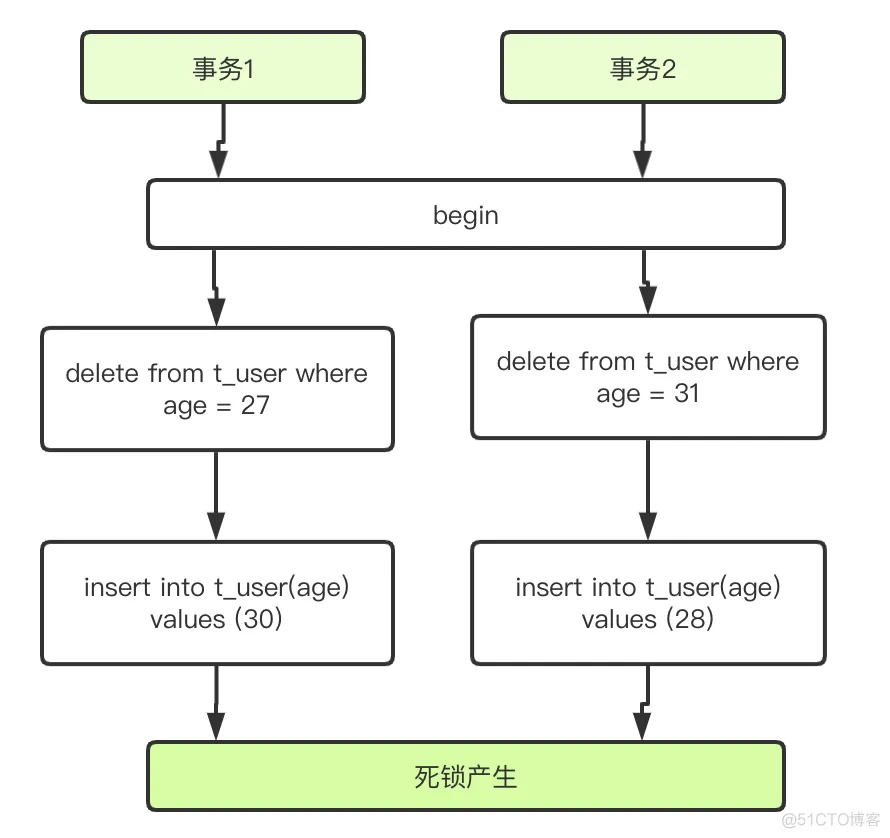 事务1
事务2
begin
delete from t_user where
age = 27
delete from t_user where
age = 31
insert into t_user(age)
values (30)
insert into t_user(age)
values (28)
死锁产生
@51CTO博客